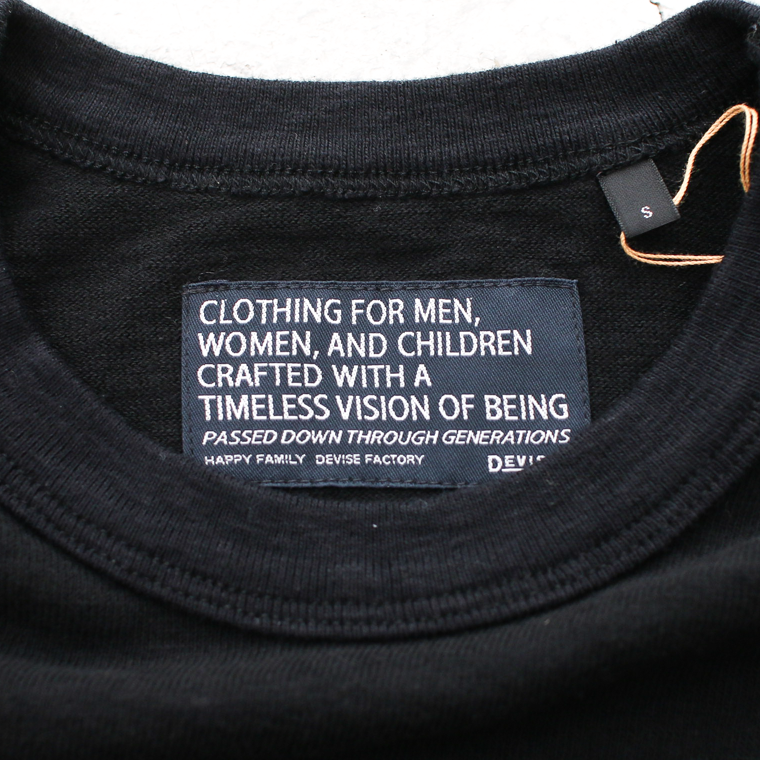 S
CLOTHING FOR MEN,
WOMEN, AND CHILDREN
CRAFTED WITH A
TIMELESS VISION OF BEING
PASSED DOWN THROUGH GENERATIONS
HAPPY FAMILY DEVISE FACTORY